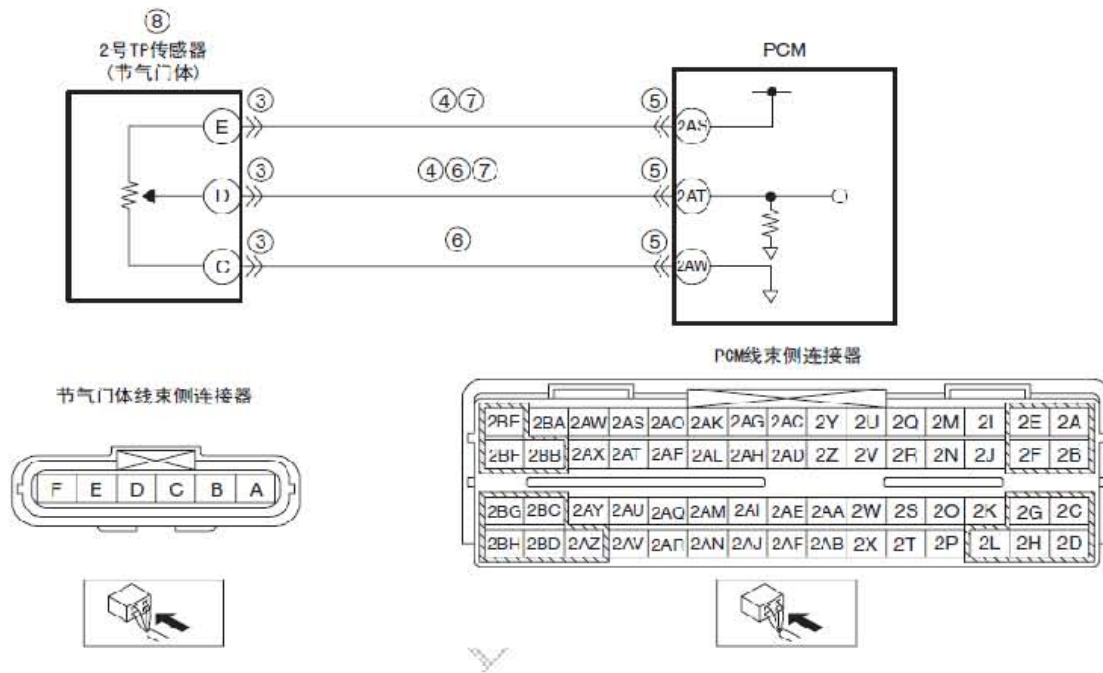 ⑧
2号TP传感器
(节气门体)
PCM
③ ④⑦ ⑤
E 2AS
③ ④⑥⑦ ⑤
D 2AT
③ ⑥ ⑤
C 2AW
节气门体线束侧连接器
F E D C B A
PCM线束侧连接器
2BE 2BA 2AW 2AS 2AO 2AK 2AG 2AC 2Y 2U 2Q 2M 2I 2E 2A
2BF 2BB 2AX 2AT 2AP 2AL 2AH 2AD 2Z 2V 2R 2N 2J 2F 2B
2BG 2BC 2AY 2AU 2AQ 2AM 2AI 2AE 2AA 2W 2S 2O 2K 2G 2C
2BH 2BD 2AZ 2AV 2AR 2AN 2AJ 2AF 2AB 2X 2T 2P 2L 2H 2D